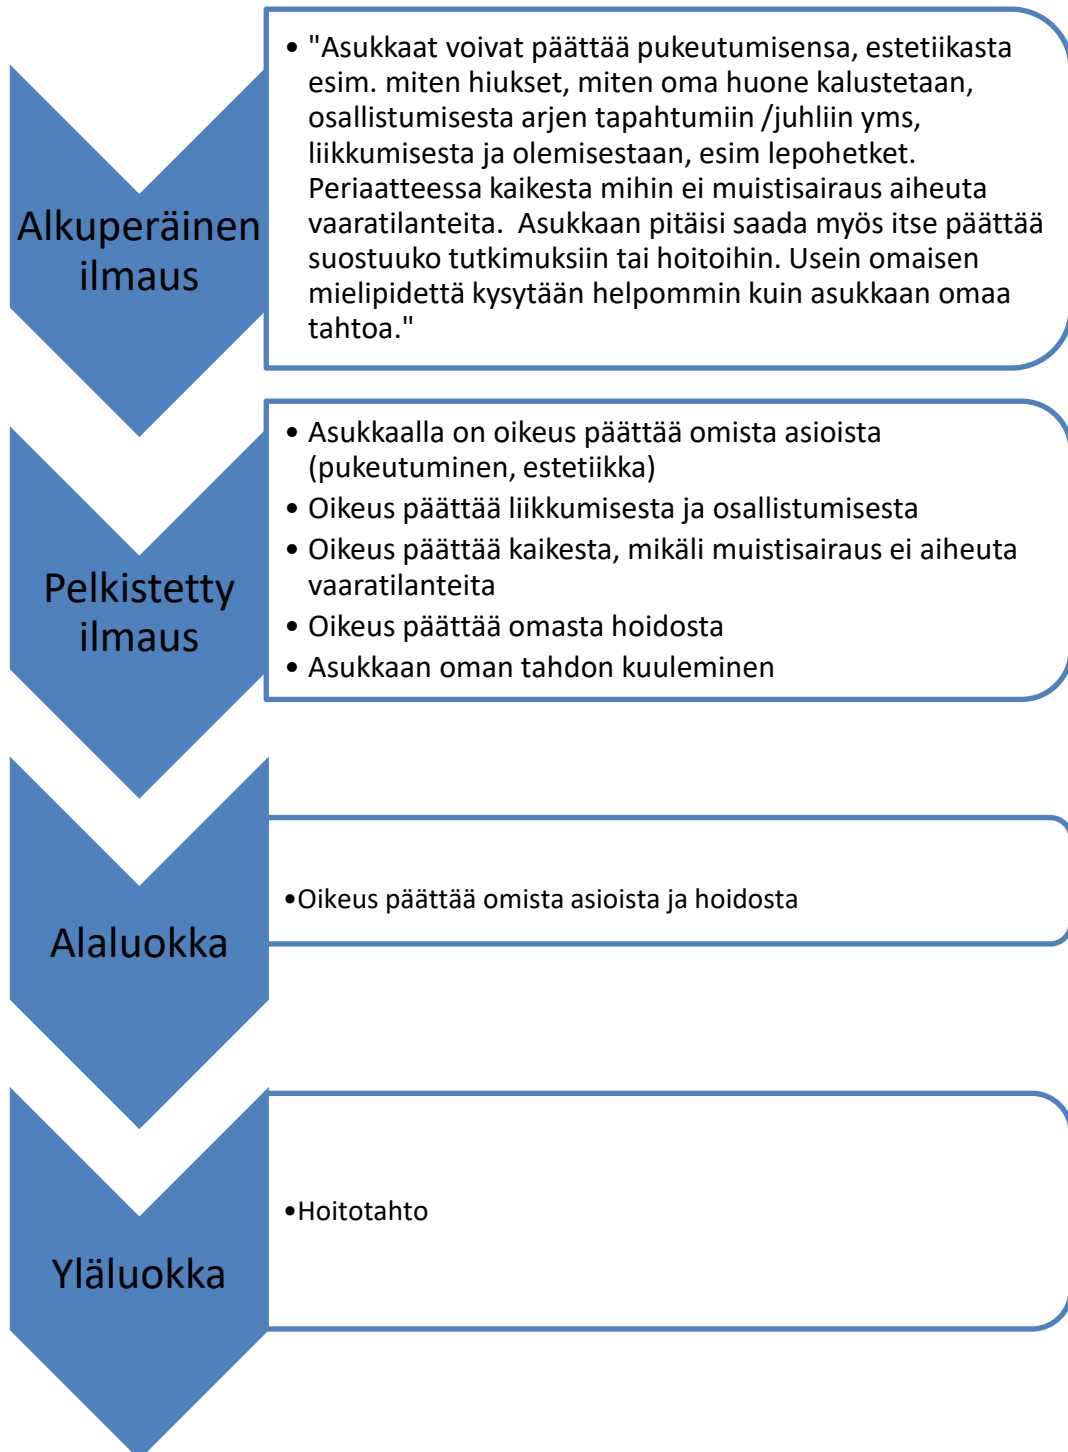 • "Asukkaat voivat päättää pukeutumisensa, estetiikasta
esim. miten hiukset, miten oma huone kalustetaan,
osallistumisesta arjen tapahtumiin /juhliin yms,
liikkumisesta ja olemisestaan, esim lepohetket.
Periaatteessa kaikesta mihin ei muistisairaus aiheuta
vaaratilanteita.  Asukkaan pitäisi saada myös itse päättää
suostuuko tutkimuksiin tai hoitoihin. Usein omaisen
mielipidettä kysytään helpommin kuin asukkaan omaa
tahtoa."
Alkuperäinen
ilmaus
• Asukkaalla on oikeus päättää omista asioista
(pukeutuminen, estetiikka)
• Oikeus päättää liikkumisesta ja osallistumisesta
• Oikeus päättää kaikesta, mikäli muistisairaus ei aiheuta
vaaratilanteita
• Oikeus päättää omasta hoidosta
• Asukkaan oman tahdon kuuleminen
Pelkistetty
ilmaus
•Oikeus päättää omista asioista ja hoidosta
Alaluokka
•Hoitotahto
Yläluokka